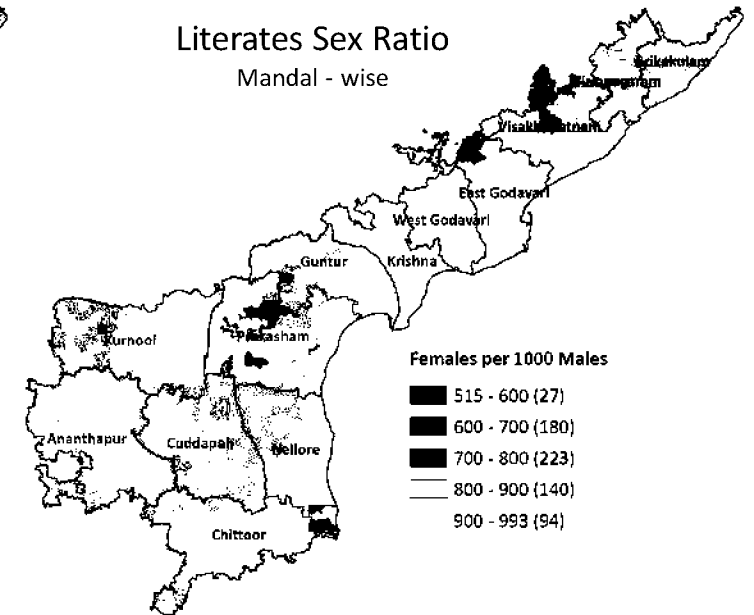 Literates Sex Ratio
Mandal - wise
Srikakulam
Visakhapatnam
East Godavari
West Godavari
Guntur
Krishna
Kurnool
Prakasham
Females per 1000 Males
515 - 600 (27)
600 - 700 (180)
Ananthapur
Cuddapah
Nellore
700 - 800 (223)
800 - 900 (140)
900 - 993 (94)
Chittoor